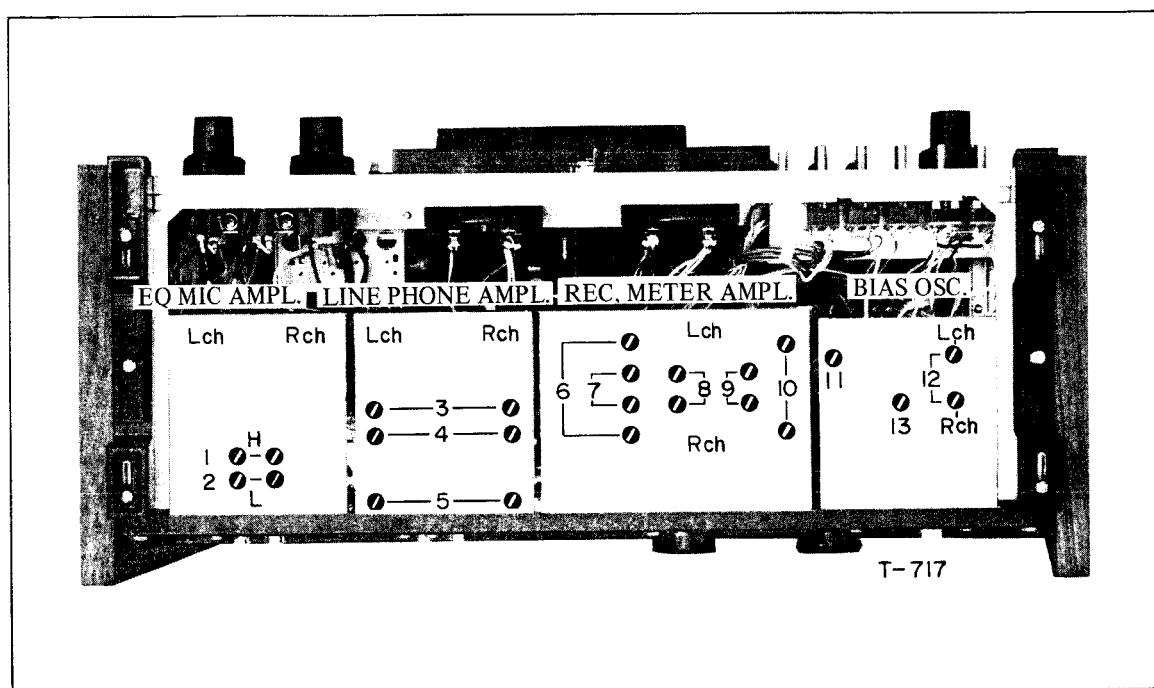 EQ MIC AMPL. LINE PHONE AMPL. REC. METER AMPL. BIAS OSC.
Lch Rch Lch Rch Lch Lch
6 7 8 9 10 11 12
3
4
13 Rch
Rch
H
1
2
L
5
T-717